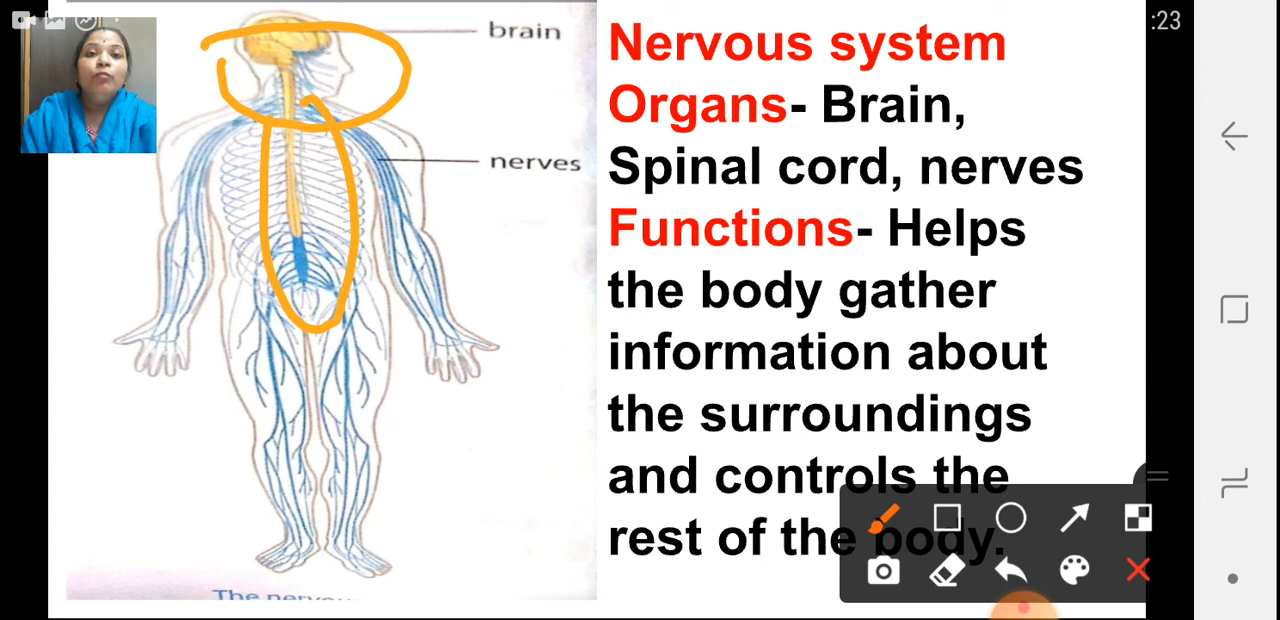 :23
brain
nerves
Nervous system
Organs- Brain,
Spinal cord, nerves
Functions- Helps
the body gather
information about
the surroundings
and controls the
rest of the body.
The